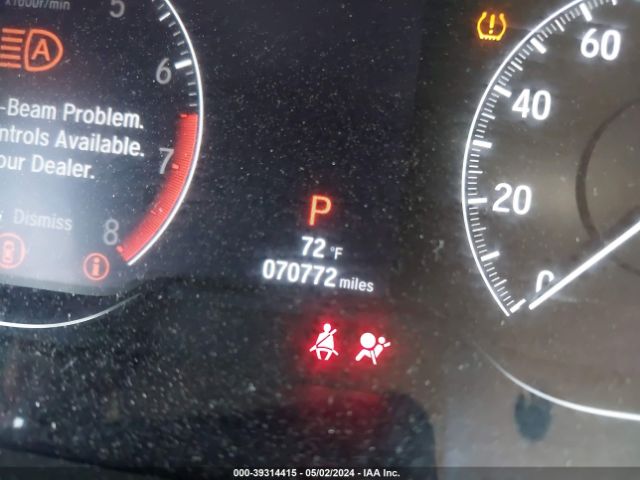 x1000r/min
5
6
7
8
A
-Beam Problem.
ntrols Available.
our Dealer.
Dismiss
P
72 °F
070772 miles
60
40
20
0
000-39314415 - 05/02/2024 - IAA Inc.